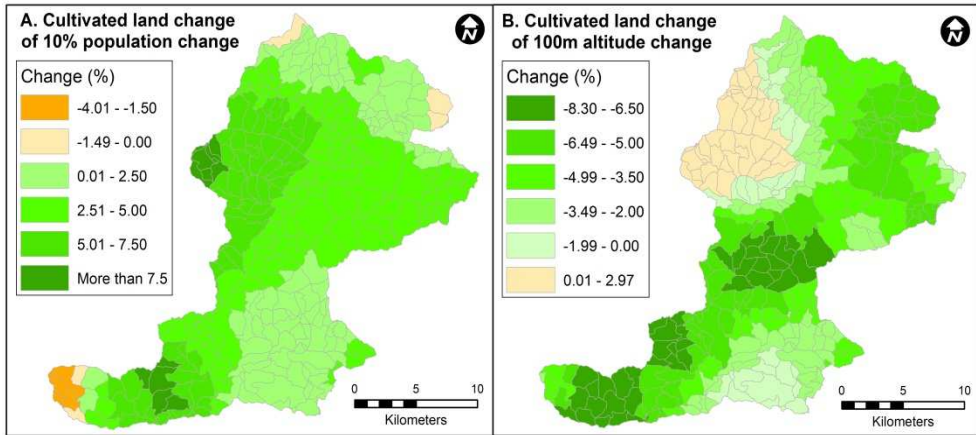 A. Cultivated land change
of 10% population change
N
Change (%)
-4.01 - -1.50
-1.49 - 0.00
0.01 - 2.50
2.51 - 5.00
5.01 - 7.50
More than 7.5
0 5 10
Kilometers
B. Cultivated land change
of 100m altitude change
N
Change (%)
-8.30 - -6.50
-6.49 - -5.00
-4.99 - -3.50
-3.49 - -2.00
-1.99 - 0.00
0.01 - 2.97
0 5 10
Kilometers